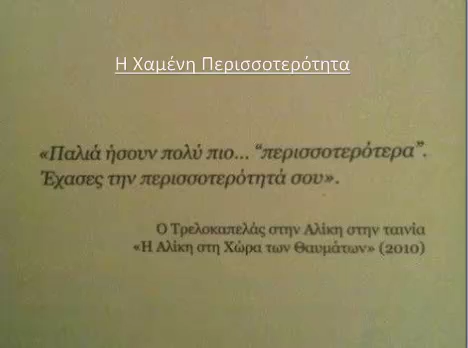 Η Χαμένη Περισσοτερότητα
«Παλιά ήσουν πολύ πιο... “περισσοτερότερα”.
Έχασες την περισσοτερότητά σου».
Ο Τρελοκαπελάς στην Αλίκη στην ταινία
«Η Αλίκη στη Χώρα των Θαυμάτων» (2010)